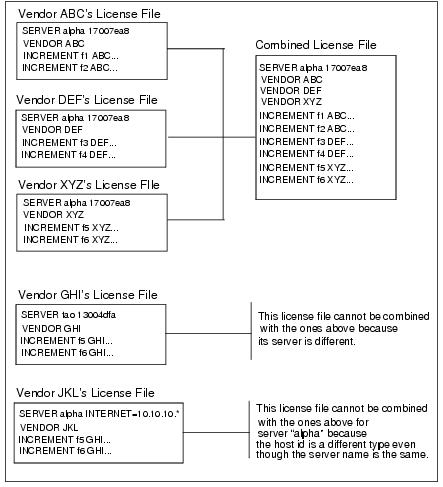 Vendor ABC's License File
SERVER alpha 17007ea8
VENDOR ABC
INCREMENT f1 ABC...
INCREMENT f2 ABC...
Vendor DEF's License File
SERVER alpha 17007ea8
VENDOR DEF
INCREMENT f3 DEF...
INCREMENT f4 DEF...
Vendor XYZ's License File
SERVER alpha 17007ea8
VENDOR XYZ
INCREMENT f5 XYZ...
INCREMENT f6 XYZ...
Combined License File
SERVER alpha 17007ea8
VENDOR ABC
VENDOR DEF
VENDOR XYZ
INCREMENT f1 ABC...
INCREMENT f2 ABC...
INCREMENT f3 DEF...
INCREMENT f4 DEF...
INCREMENT f5 XYZ...
INCREMENT f6 XYZ...
Vendor GHI's License File
SERVER tao 13004dfa
VENDOR GHI
INCREMENT f5 GHI...
INCREMENT f6 GHI...
This license file cannot be combined
with the ones above because
its server is different.
Vendor JKL's License File
SERVER alpha INTERNET=10.10.10.*
VENDOR JKL
INCREMENT f5 GHI...
INCREMENT f6 GHI...
This license file cannot be combined
with the ones above for
server "alpha" because
the host id is a different type even
though the server name is the same.